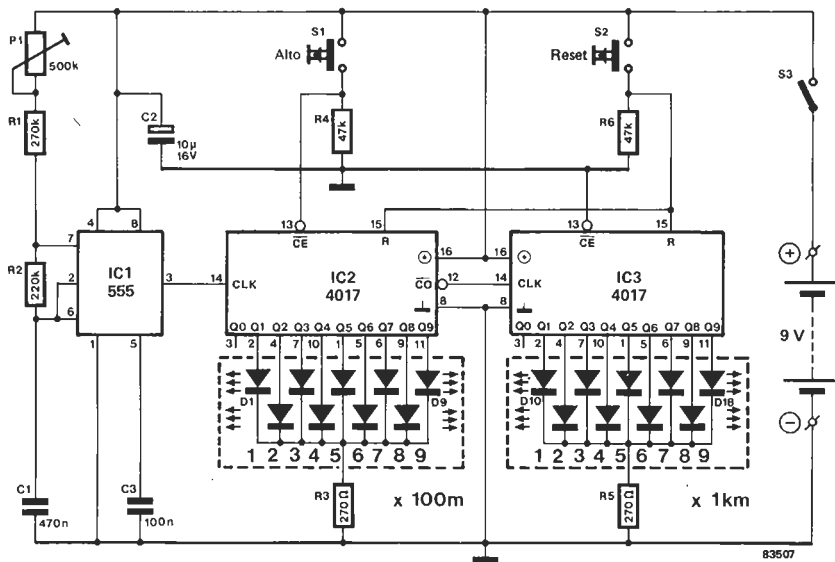 P1
500k
R1
270k
R2
220k
C1
470n
C3
100n
C2
10µ
16V
S1
Alto
R4
47k
S2
Reset
R6
47k
S3
4 8
7
2
6
3
1 5
IC1
555
13 15
CE R
14 CLK
IC2
4017
16
CO 12
8
Q0 Q1 Q2 Q3 Q4 Q5 Q6 Q7 Q8 Q9
3 2 4 7 10 1 5 6 9 11
D1 D9
1 2 3 4 5 6 7 8 9
R3
270Ω
x 100m
13 15
CE R
16
14 CLK
8
IC3
4017
Q0 Q1 Q2 Q3 Q4 Q5 Q6 Q7 Q8 Q9
3 2 4 7 10 1 5 6 9 11
D10 D18
1 2 3 4 5 6 7 8 9
R5
270Ω
x 1km
+
9 V
−
83507